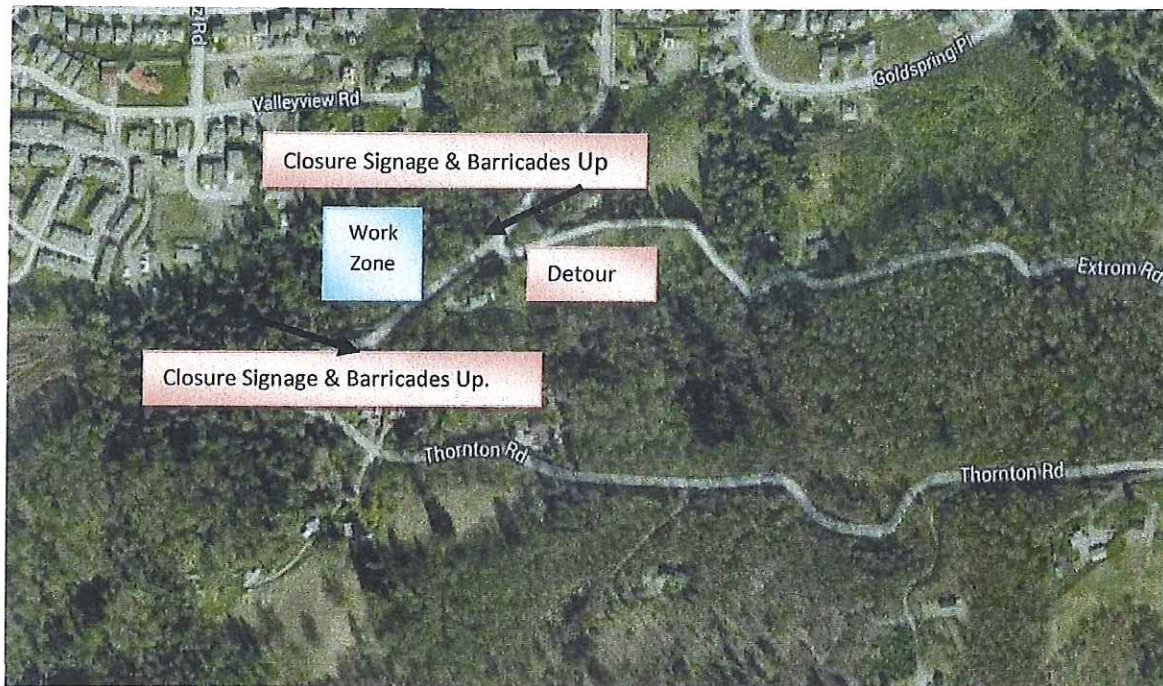 Rd
Valleyview Rd
Goldspring Pl
Closure Signage & Barricades Up
Work
Zone
Detour
Extrom Rd
Closure Signage & Barricades Up.
Thornton Rd
Thornton Rd